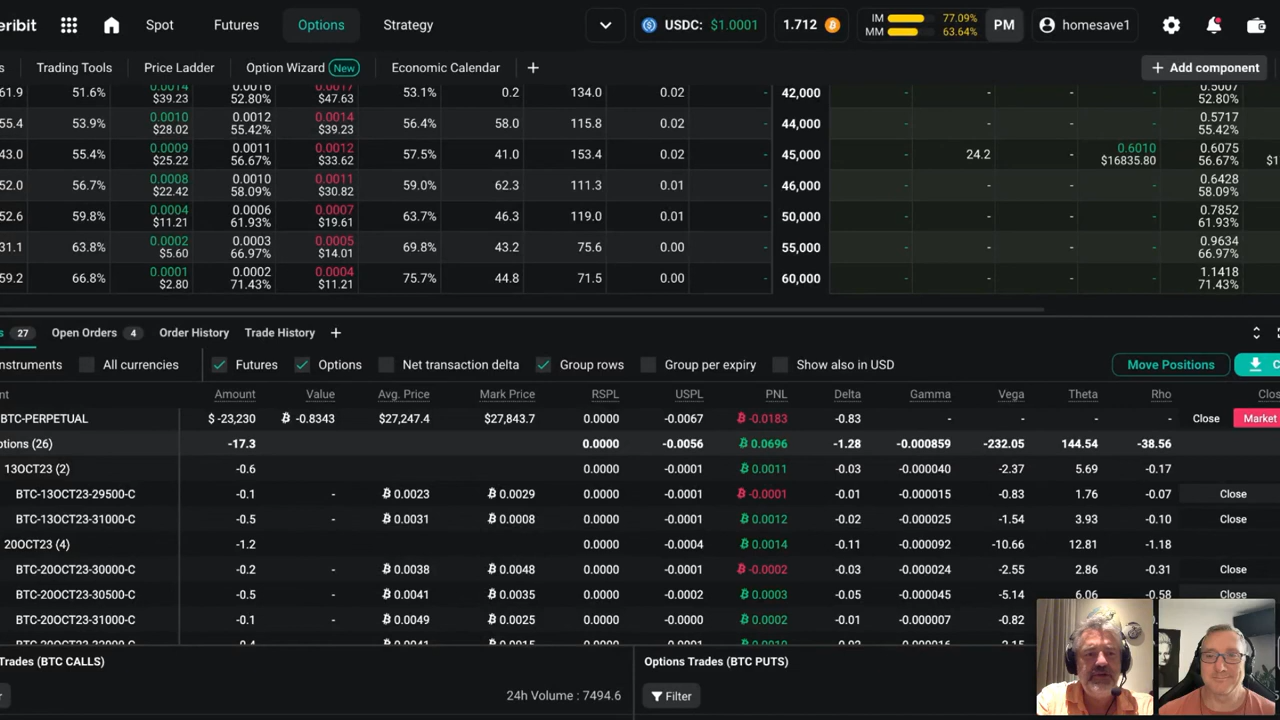 eribit Spot Futures Options Strategy USDC: $1.0001 1.712 IM 77.09% MM 63.64% PM homesave1
s Trading Tools Price Ladder Option Wizard New Economic Calendar + + Add component
61.9 51.6% 0.0014 $39.23 0.0016 52.80% 0.0017 $47.63 53.1% 0.2 134.0 0.02 - 42,000 - - - - 0.5007 52.80%
55.4 53.9% 0.0010 $28.02 0.0012 55.42% 0.0014 $39.23 56.4% 58.0 115.8 0.02 - 44,000 - - - - 0.5717 55.42%
43.0 55.4% 0.0009 $25.22 0.0011 56.67% 0.0012 $33.62 57.5% 41.0 153.4 0.02 - 45,000 - 24.2 - 0.6010 $16835.80 0.6075 56.67% $1
52.0 56.7% 0.0008 $22.42 0.0010 58.09% 0.0011 $30.82 59.0% 62.3 111.3 0.01 - 46,000 - - - - 0.6428 58.09%
52.6 59.8% 0.0004 $11.21 0.0006 61.93% 0.0007 $19.61 63.7% 46.3 119.0 0.01 - 50,000 - - - - 0.7852 61.93%
31.1 63.8% 0.0002 $5.60 0.0003 66.97% 0.0005 $14.01 69.8% 43.2 75.6 0.00 - 55,000 - - - - 0.9634 66.97%
59.2 66.8% 0.0001 $2.80 0.0002 71.43% 0.0004 $11.21 75.7% 44.8 71.5 0.00 - 60,000 - - - - 1.1418 71.43%
s 27 Open Orders 4 Order History Trade History +
nstruments All currencies Futures Options Net transaction delta Group rows Group per expiry Show also in USD Move Positions C
nt Amount Value Avg. Price Mark Price RSPL USPL PNL Delta Gamma Vega Theta Rho Clos
BTC-PERPETUAL $ -23,230 ₿ -0.8343 $27,247.4 $27,843.7 0.0000 -0.0067 ₿ -0.0183 -0.83 - - - - Close Market
ptions (26) -17.3 0.0000 -0.0056 ₿ 0.0696 -1.28 -0.000859 -232.05 144.54 -38.56
13OCT23 (2) -0.6 0.0000 -0.0001 ₿ 0.0011 -0.03 -0.000040 -2.37 5.69 -0.17
BTC-13OCT23-29500-C -0.1 - ₿ 0.0023 ₿ 0.0029 0.0000 -0.0001 ₿ -0.0001 -0.01 -0.000015 -0.83 1.76 -0.07 Close
BTC-13OCT23-31000-C -0.5 - ₿ 0.0031 ₿ 0.0008 0.0000 -0.0001 ₿ 0.0012 -0.02 -0.000025 -1.54 3.93 -0.10 Close
20OCT23 (4) -1.2 0.0000 -0.0004 ₿ 0.0014 -0.11 -0.000092 -10.66 12.81 -1.18
BTC-20OCT23-30000-C -0.2 - ₿ 0.0038 ₿ 0.0048 0.0000 -0.0001 ₿ -0.0002 -0.03 -0.000024 -2.55 2.86 -0.31 Close
BTC-20OCT23-30500-C -0.5 - ₿ 0.0041 ₿ 0.0035 0.0000 -0.0002 ₿ 0.0003 -0.05 -0.000045 -5.14 6.06 -0.58 Close
BTC-20OCT23-31000-C -0.1 - ₿ 0.0049 ₿ 0.0025 0.0000 -0.0001 ₿ 0.0002 -0.01 -0.000007 -0.82
Trades (BTC CALLS) Options Trades (BTC PUTS)
24h Volume : 7494.6 Filter